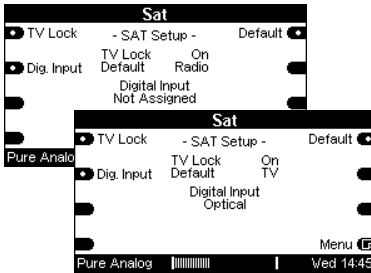 Sat
TV Lock - SAT Setup - Default
TV Lock On
Dig. Input Default Radio
Digital Input
Not Assigned
Pure Analo
Sat
TV Lock - SAT Setup - Default
TV Lock On
Dig. Input Default TV
Digital Input
Optical
Menu
Pure Analog Wed 14:45